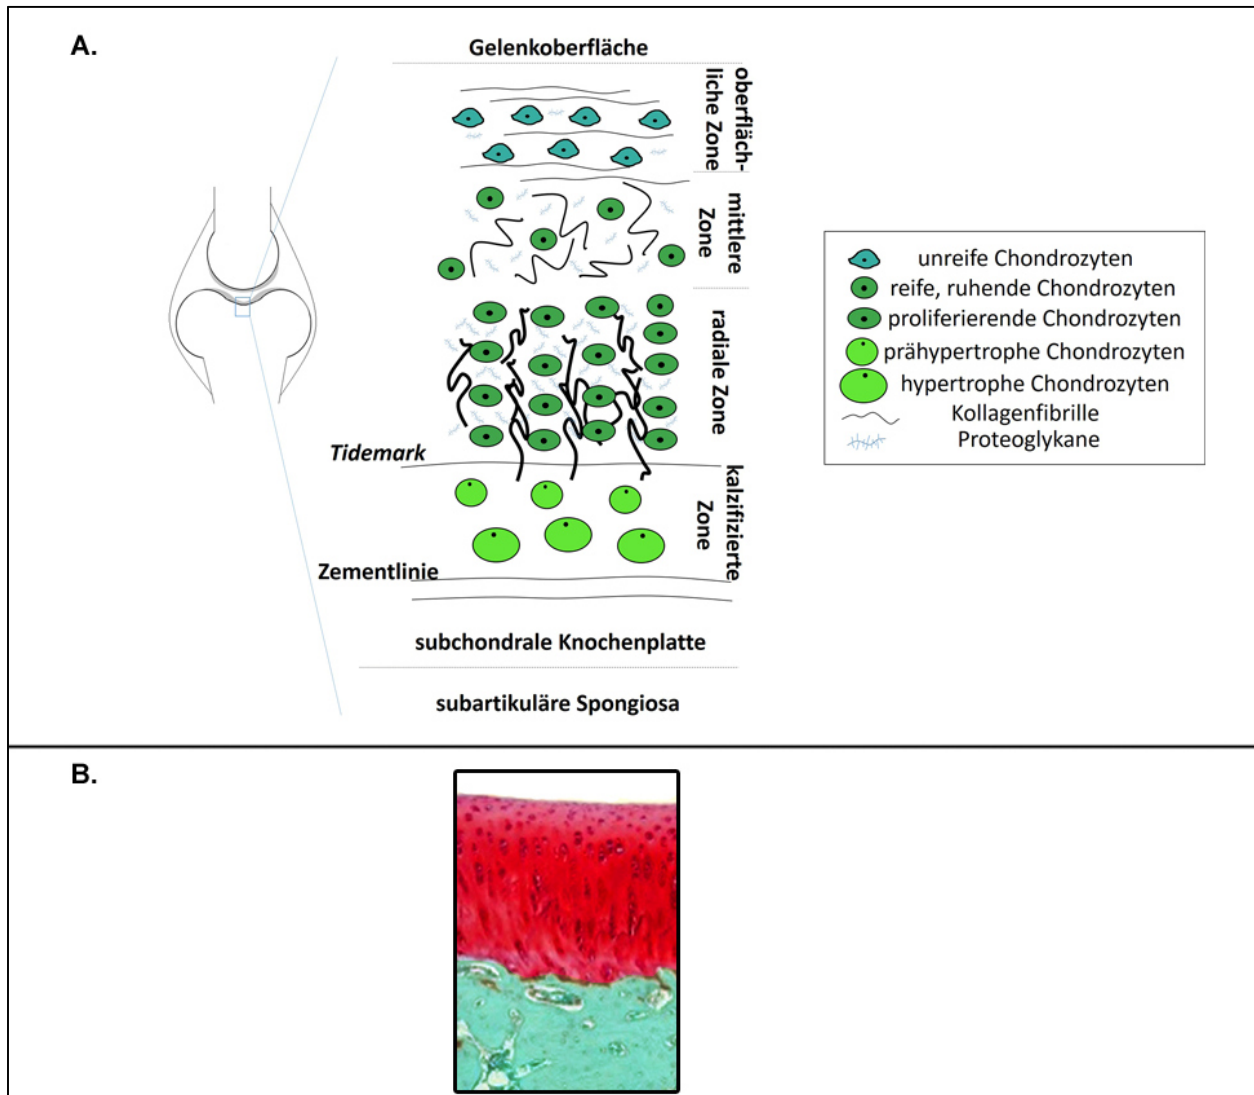 A.
Gelenkoberfläche
oberfläch-
liche Zone
mittlere
Zone
radiale Zone
Tidemark
kalzifizierte
Zone
Zementlinie
subchondrale Knochenplatte
subartikuläre Spongiosa
unreife Chondrozyten
reife, ruhende Chondrozyten
proliferierende Chondrozyten
prähypertrophe Chondrozyten
hypertrophe Chondrozyten
Kollagenfibrille
Proteoglykane
B.